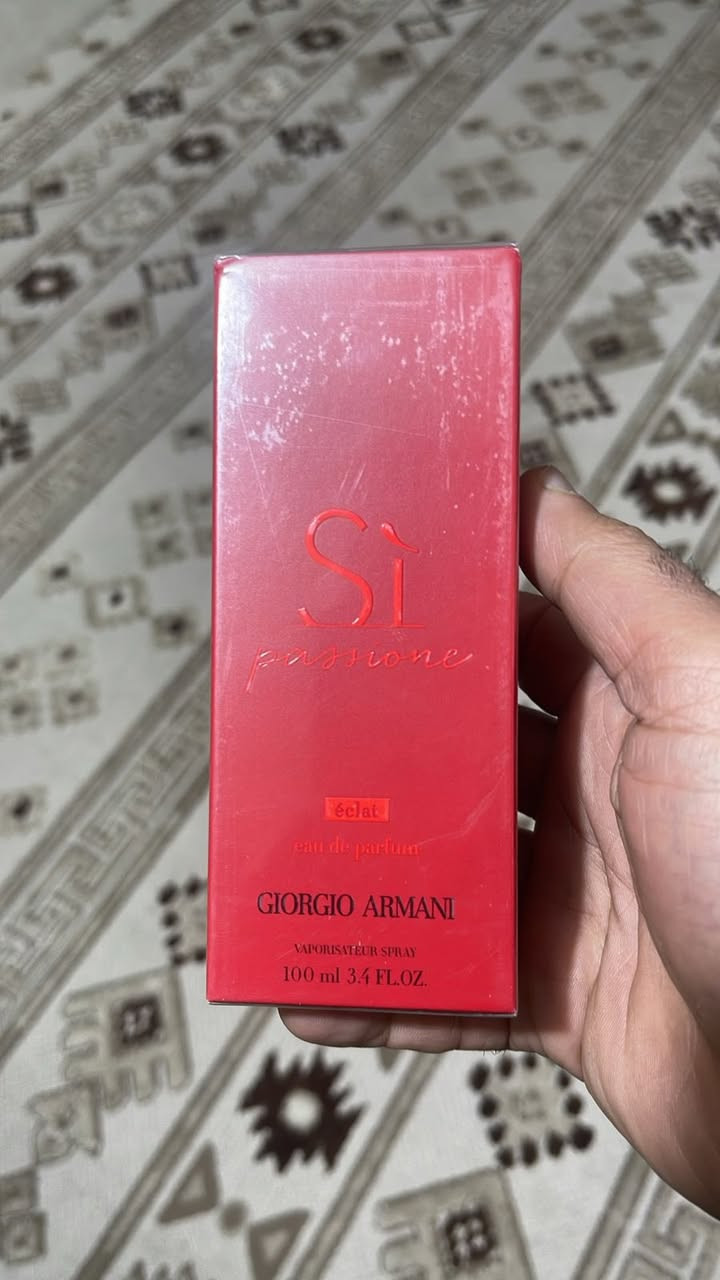 Sì
passione
éclat
eau de parfum
GIORGIO ARMANI
VAPORISATEUR SPRAY
100 ml 3.4 FL.OZ.